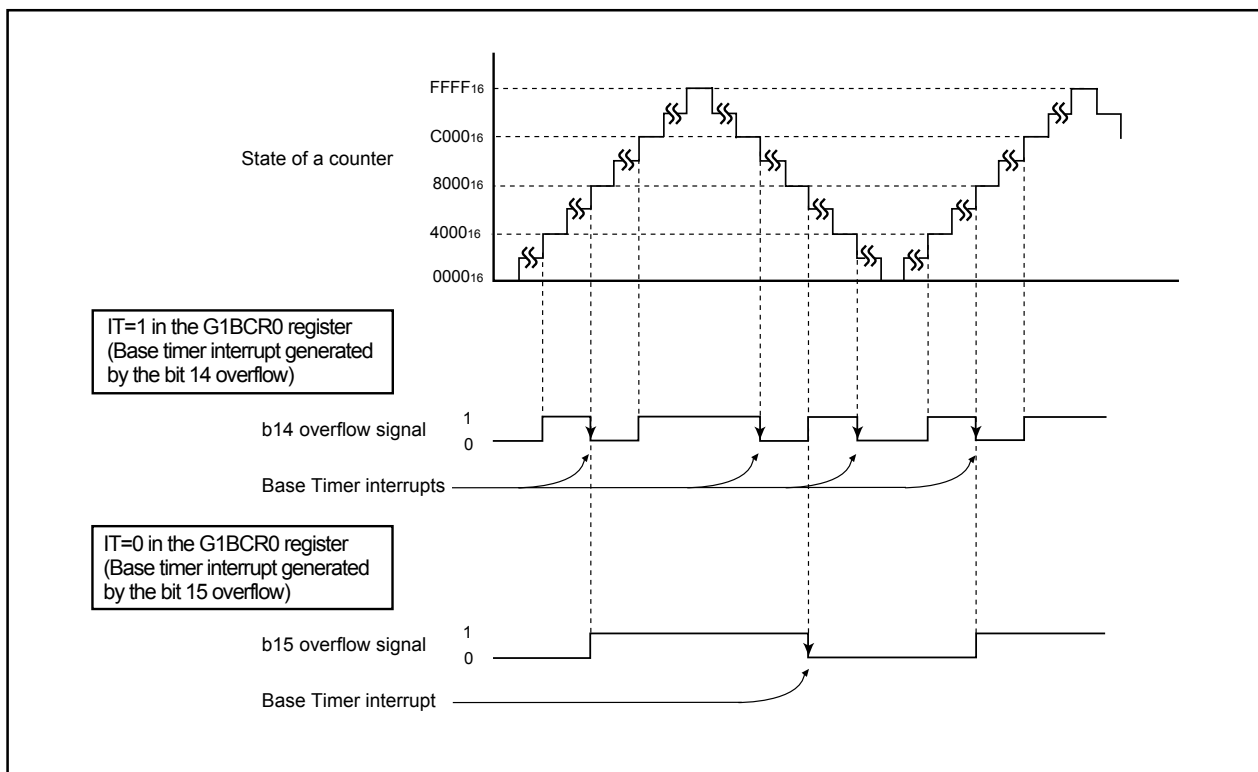 FFFF16
C00016
State of a counter
800016
400016
000016
IT=1 in the G1BCR0 register
(Base timer interrupt generated
by the bit 14 overflow)
b14 overflow signal
1
0
Base Timer interrupts
IT=0 in the G1BCR0 register
(Base timer interrupt generated
by the bit 15 overflow)
b15 overflow signal
1
0
Base Timer interrupt